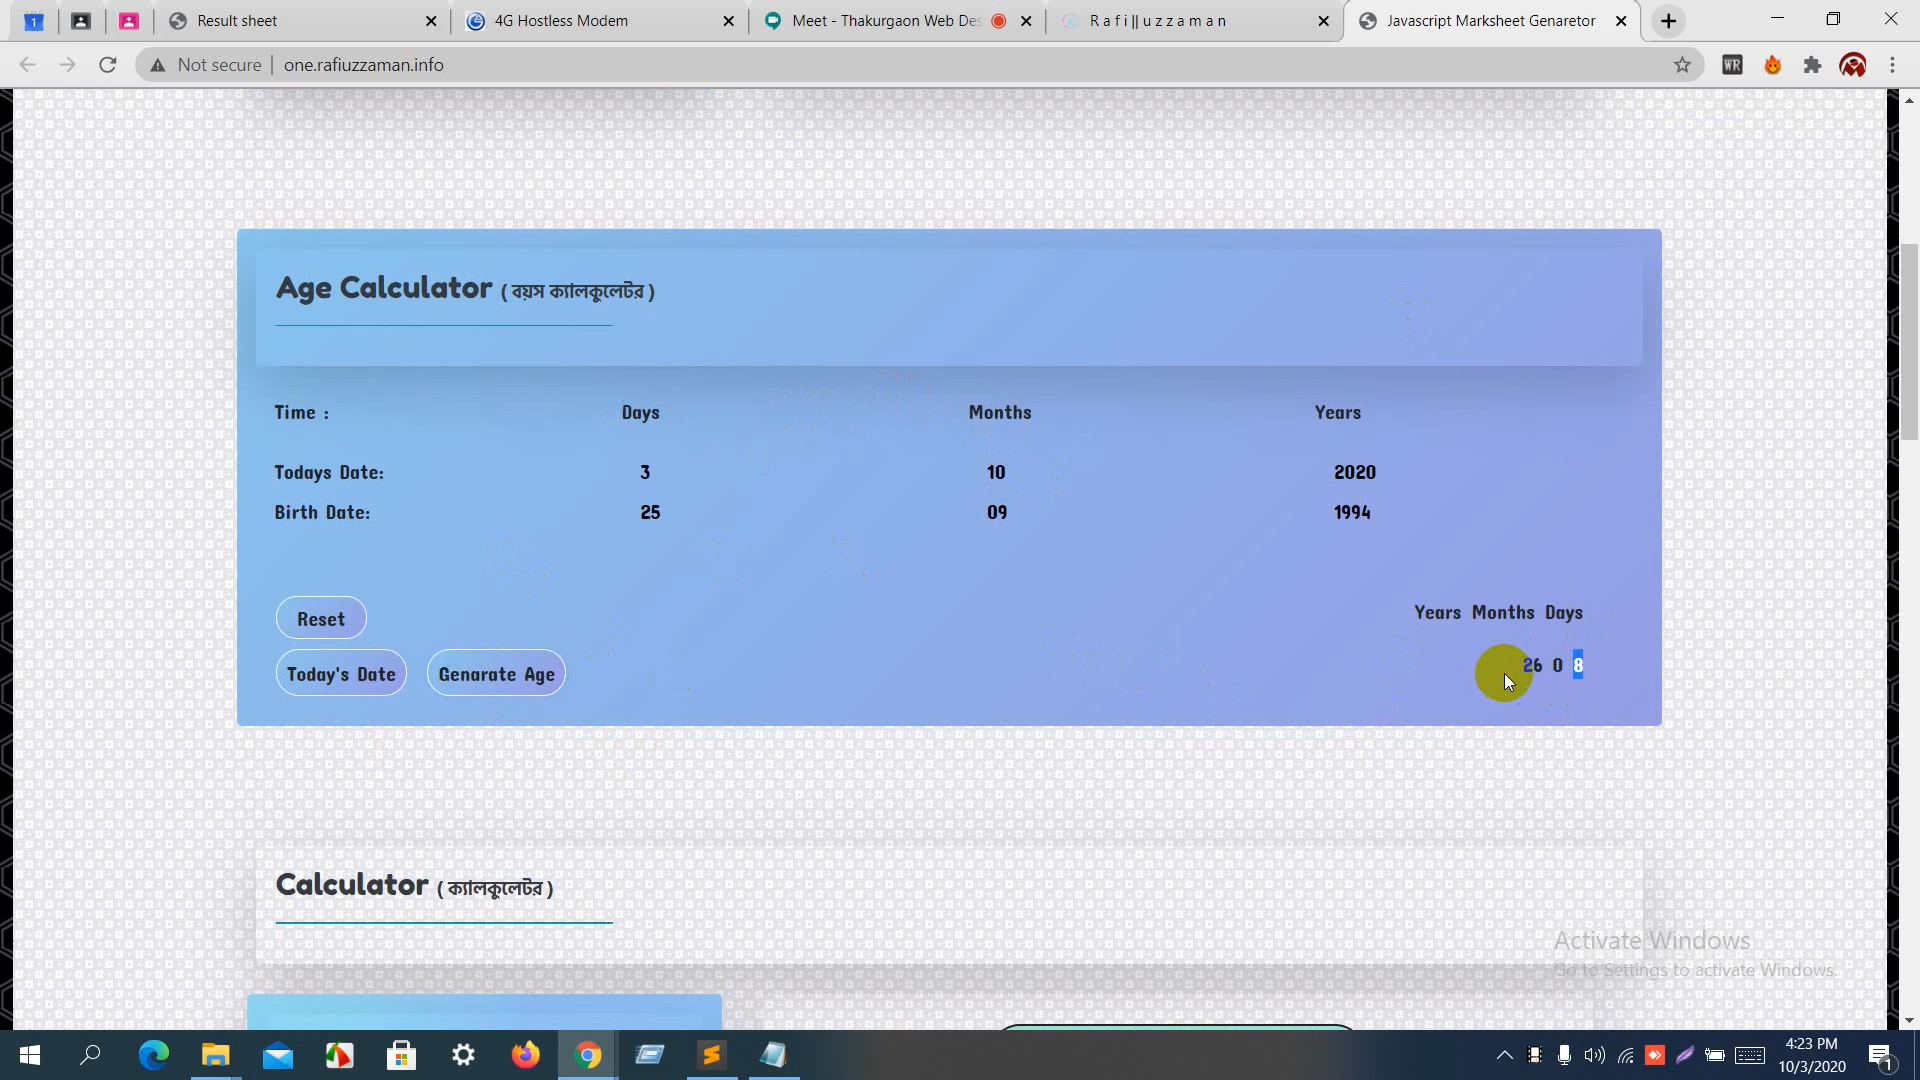 1
Result sheet
4G Hostless Modem
Meet - Thakurgaon Web Des
R a f i || u z z a m a n
Javascript Marksheet Genaretor
Not secure
one.rafiuzzaman.info
WR
Age Calculator ( বয়স ক্যালকুলেটর )
Time : Days Months Years
Todays Date: 3 10 2020
Birth Date: 25 09 1994
Reset
Years Months Days
Today's Date Genarate Age
26 0 8
Calculator ( ক্যালকুলেটর )
Activate Windows
Go to Settings to activate Windows.
4:23 PM
10/3/2020
1